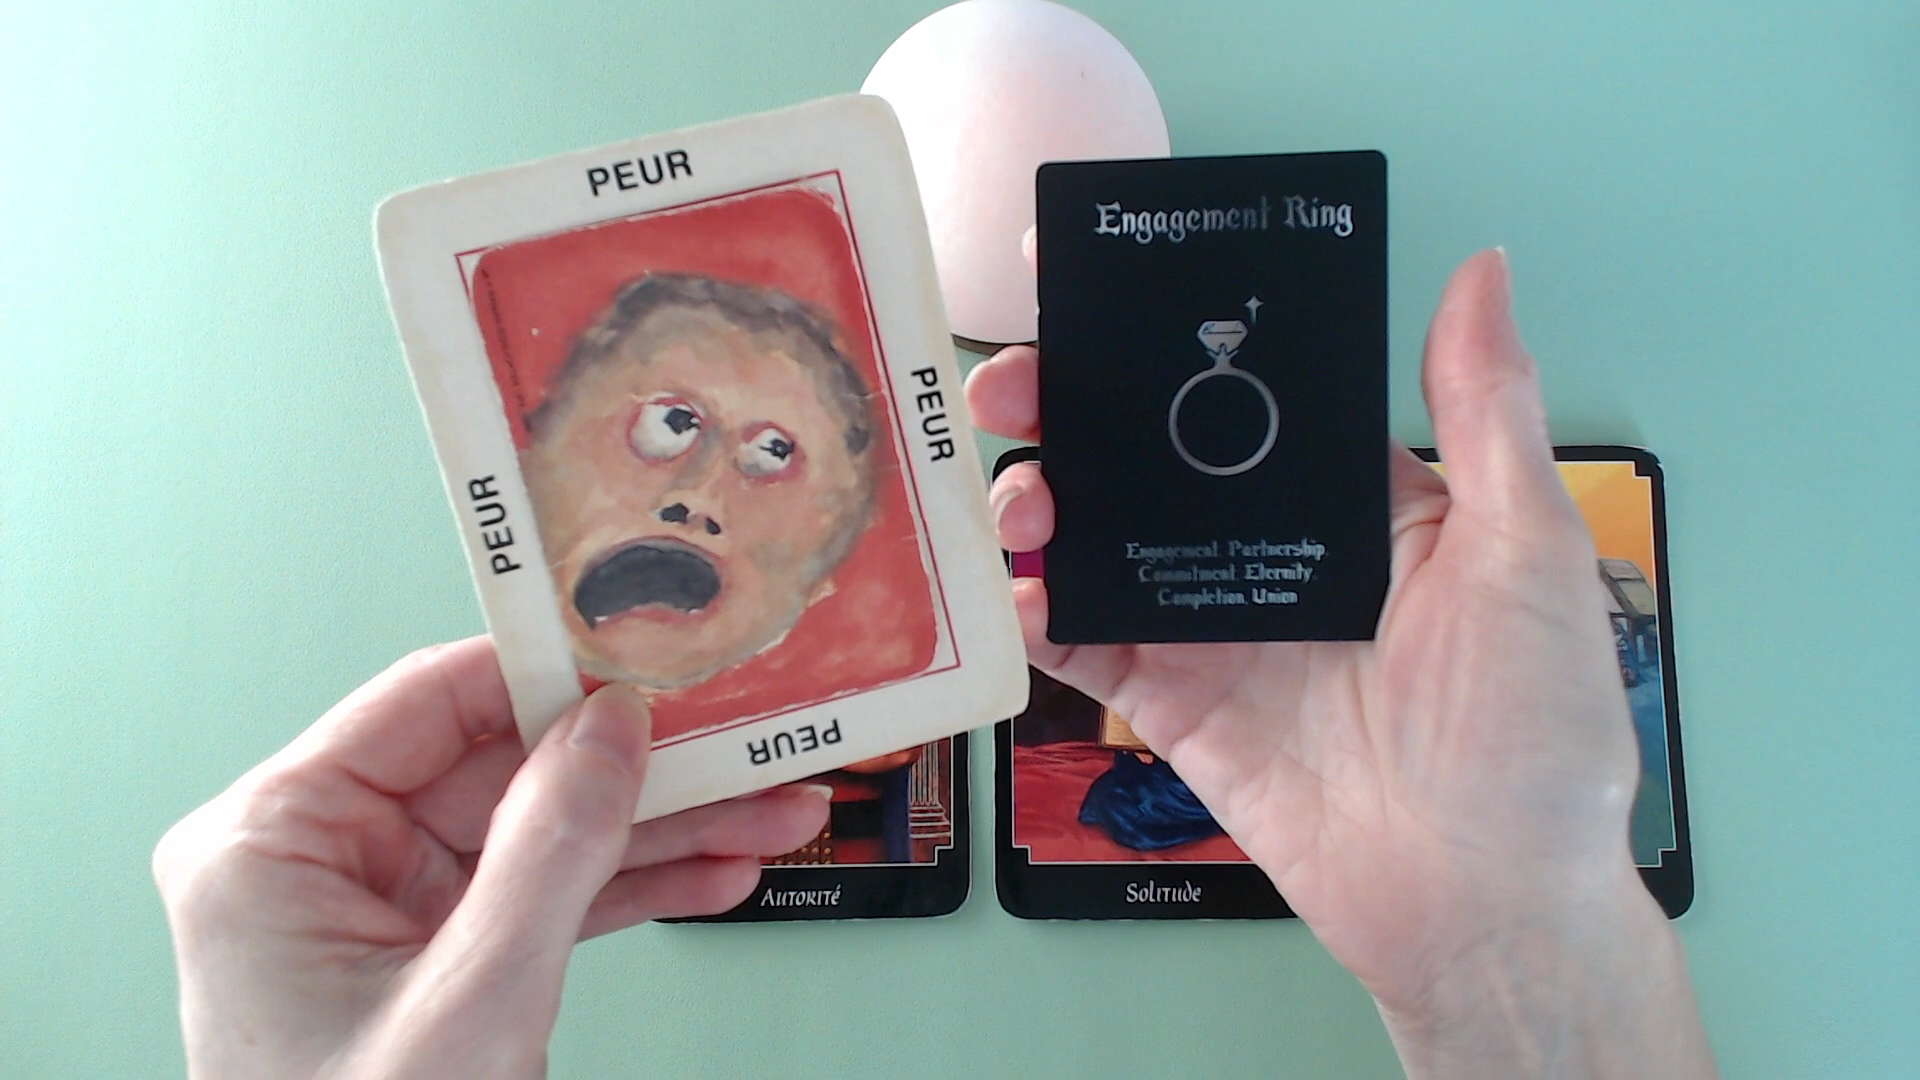 PEUR
PEUR
PEUR
PEUR
Engagement Ring
Engagement, Partnership,
Commitment, Eternity,
Completion, Union
Autorité
Solitude